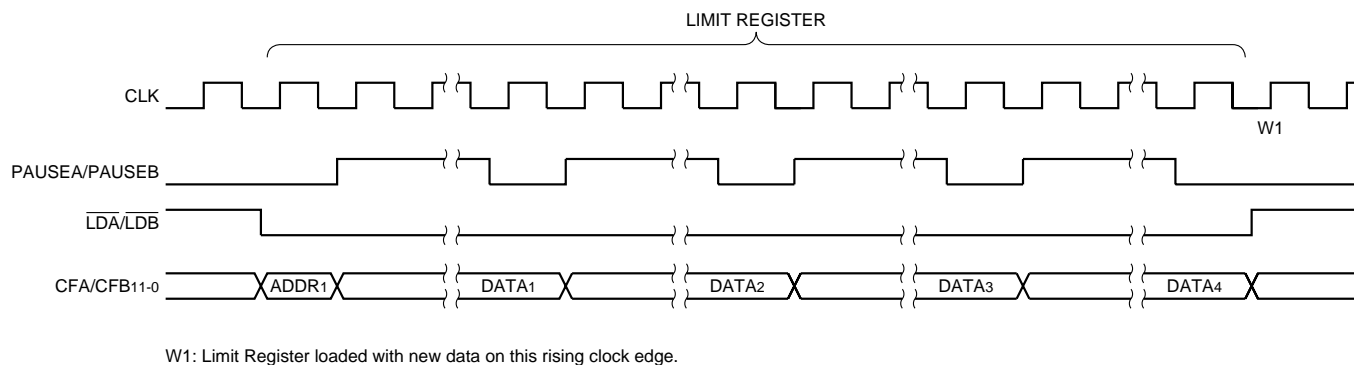 LIMIT REGISTER
CLK
W1
PAUSEA/PAUSEB
LDA/LDB
CFA/CFB11-0
ADDR1
DATA1
DATA2
DATA3
DATA4
W1: Limit Register loaded with new data on this rising clock edge.